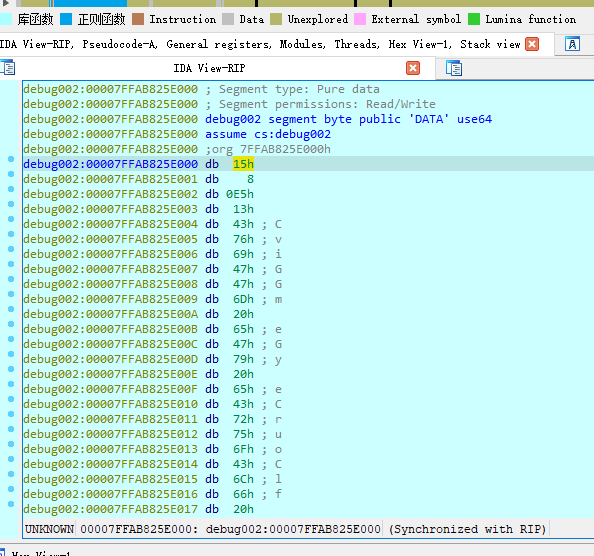 库函数 正则函数 Instruction Data Unexplored External symbol Lumina function
IDA View-RIP, Pseudocode-A, General registers, Modules, Threads, Hex View-1, Stack view
IDA View-RIP
debug002:00007FFAB825E000 ; Segment type: Pure data
debug002:00007FFAB825E000 ; Segment permissions: Read/Write
debug002:00007FFAB825E000 debug002 segment byte public 'DATA' use64
debug002:00007FFAB825E000 assume cs:debug002
debug002:00007FFAB825E000 ;org 7FFAB825E000h
debug002:00007FFAB825E000 db 15h
debug002:00007FFAB825E001 db 8
debug002:00007FFAB825E002 db 0E5h
debug002:00007FFAB825E003 db 13h
debug002:00007FFAB825E004 db 43h ; C
debug002:00007FFAB825E005 db 76h ; v
debug002:00007FFAB825E006 db 69h ; i
debug002:00007FFAB825E007 db 47h ; G
debug002:00007FFAB825E008 db 47h ; G
debug002:00007FFAB825E009 db 6Dh ; m
debug002:00007FFAB825E00A db 20h
debug002:00007FFAB825E00B db 65h ; e
debug002:00007FFAB825E00C db 47h ; G
debug002:00007FFAB825E00D db 79h ; y
debug002:00007FFAB825E00E db 20h
debug002:00007FFAB825E00F db 65h ; e
debug002:00007FFAB825E010 db 43h ; C
debug002:00007FFAB825E011 db 72h ; r
debug002:00007FFAB825E012 db 75h ; u
debug002:00007FFAB825E013 db 6Fh ; o
debug002:00007FFAB825E014 db 43h ; C
debug002:00007FFAB825E015 db 6Ch ; l
debug002:00007FFAB825E016 db 66h ; f
debug002:00007FFAB825E017 db 20h
UNKNOWN 00007FFAB825E000: debug002:00007FFAB825E000 (Synchronized with RIP)
Hex View-1